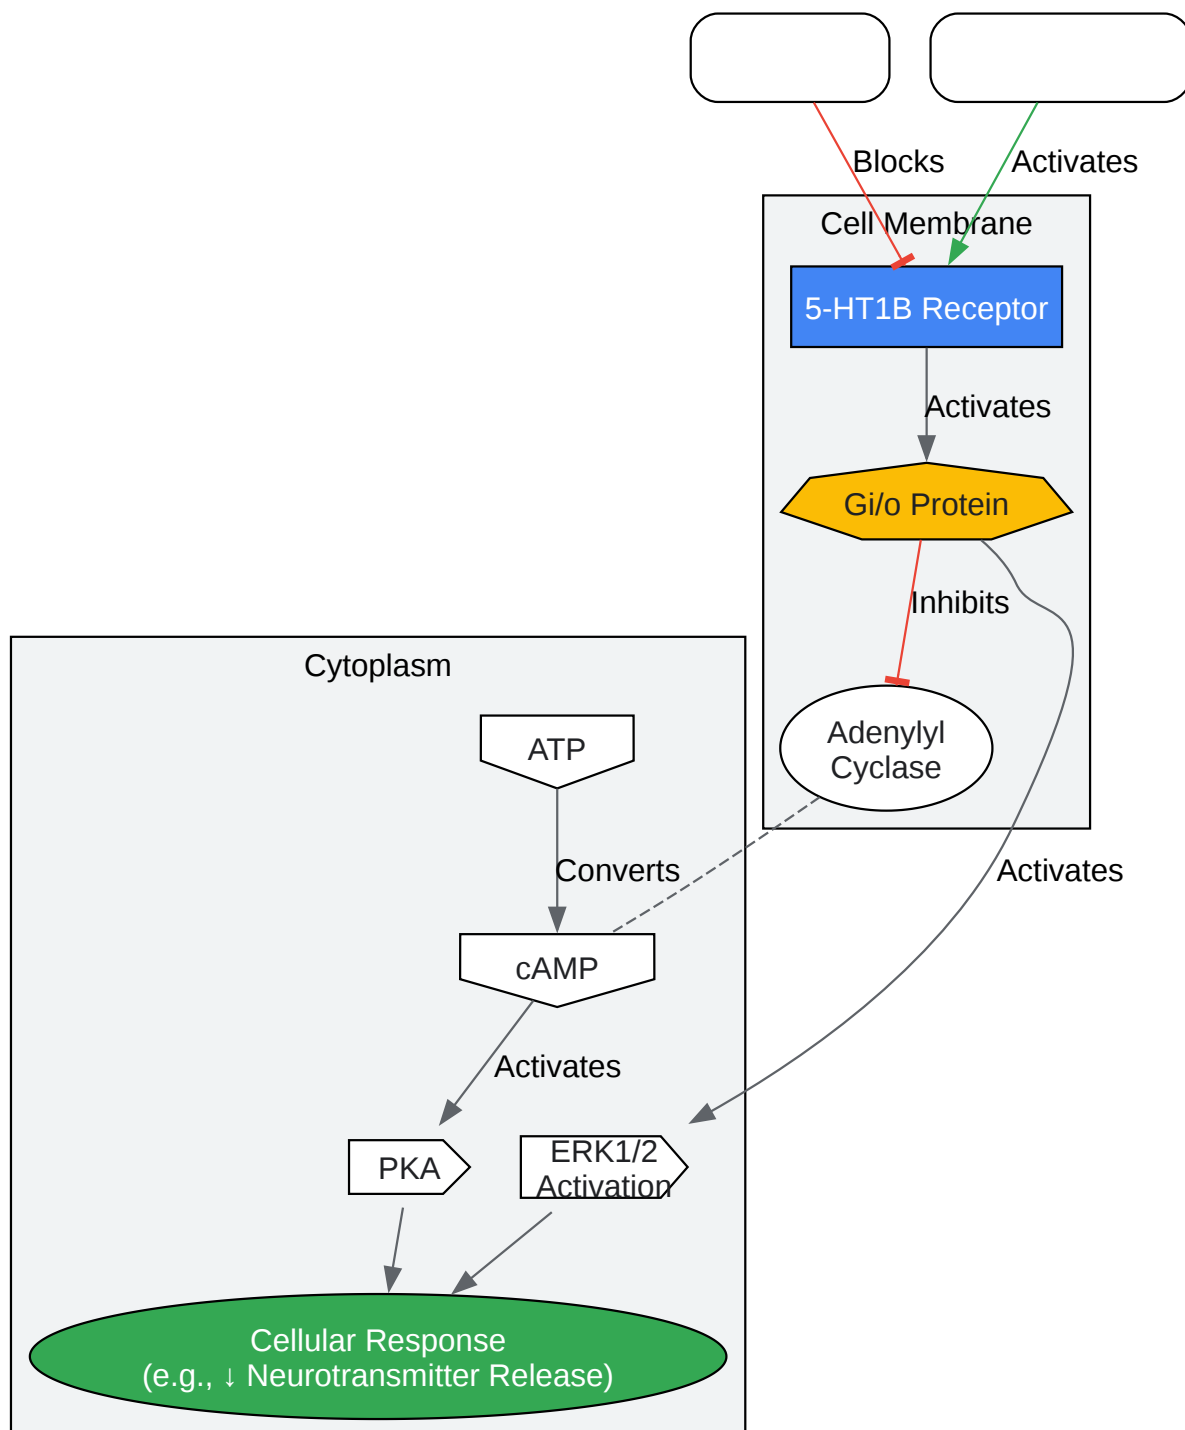 Blocks
Activates
Cell Membrane
5-HT1B Receptor
Activates
Gi/o Protein
Inhibits
Cytoplasm
ATP
Adenylyl
Cyclase
Converts
Activates
cAMP
Activates
PKA
ERK1/2
Activation
Cellular Response
(e.g., ↓ Neurotransmitter Release)